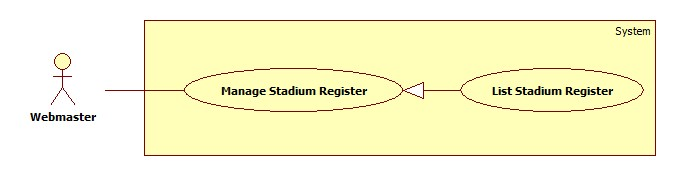 System
Manage Stadium Register
List Stadium Register
Webmaster